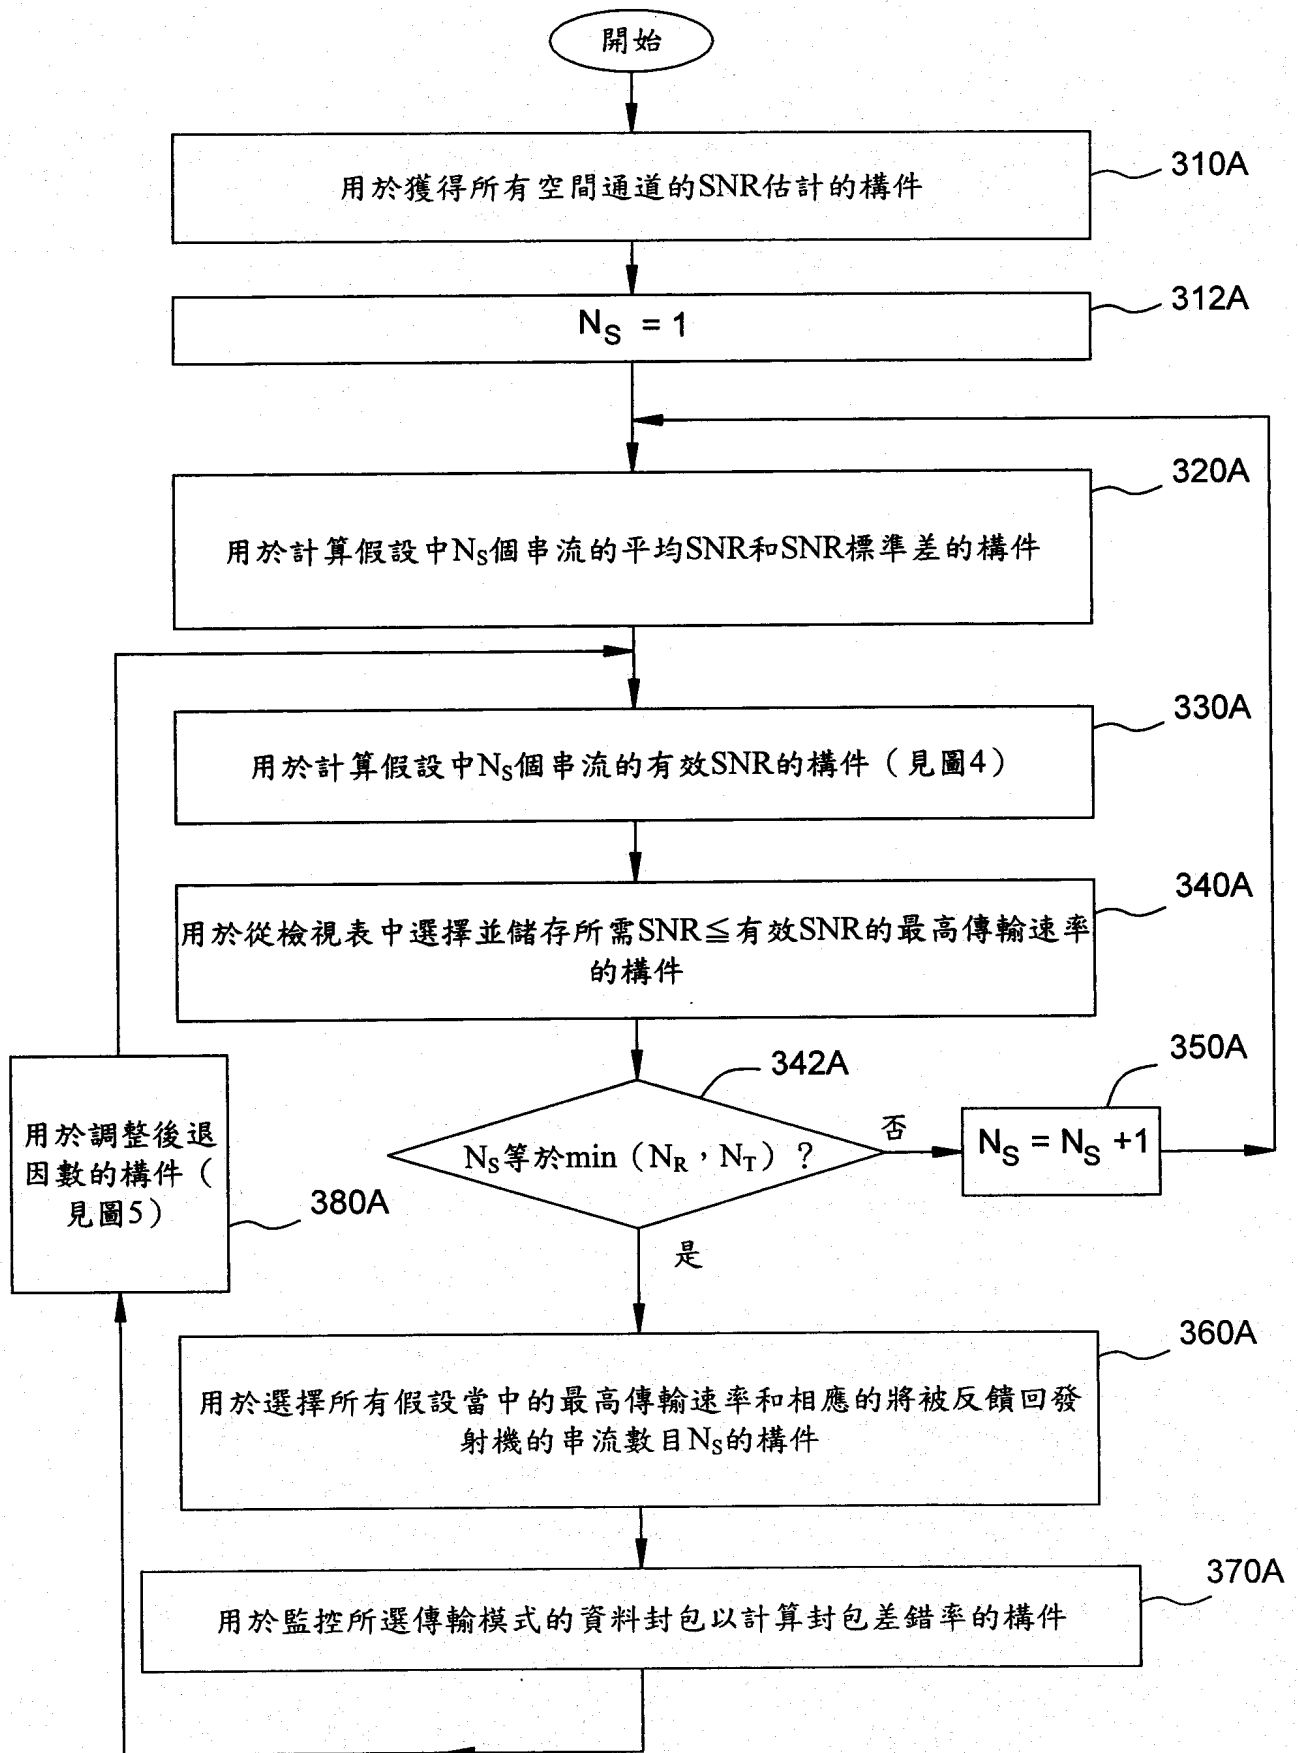 開始
用於獲得所有空間通道的SNR估計的構件
310A
N_S = 1
312A
320A
用於計算假設中N_S個串流的平均SNR和SNR標準差的構件
330A
用於計算假設中N_S個串流的有效SNR的構件（見圖4）
340A
用於從檢視表中選擇並儲存所需SNR≦有效SNR的最高傳輸速率
的構件
342A
350A
N_S等於min（N_R，N_T）？
否
N_S = N_S +1
用於調整後退
因數的構件（
見圖5）
380A
是
360A
用於選擇所有假設當中的最高傳輸速率和相應的將被反饋回發
射機的串流數目N_S的構件
370A
用於監控所選傳輸模式的資料封包以計算封包差錯率的構件